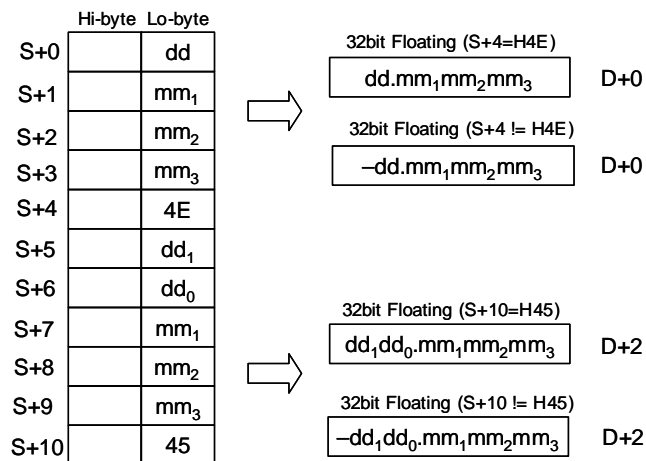 Hi-byte Lo-byte
S+0 dd
S+1 mm₁
S+2 mm₂
S+3 mm₃
S+4 4E
S+5 dd₁
S+6 dd₀
S+7 mm₁
S+8 mm₂
S+9 mm₃
S+10 45
32bit Floating (S+4=H4E)
dd.mm₁mm₂mm₃ D+0
32bit Floating (S+4 != H4E)
–dd.mm₁mm₂mm₃ D+0
32bit Floating (S+10=H45)
dd₁dd₀.mm₁mm₂mm₃ D+2
32bit Floating (S+10 != H45)
–dd₁dd₀.mm₁mm₂mm₃ D+2